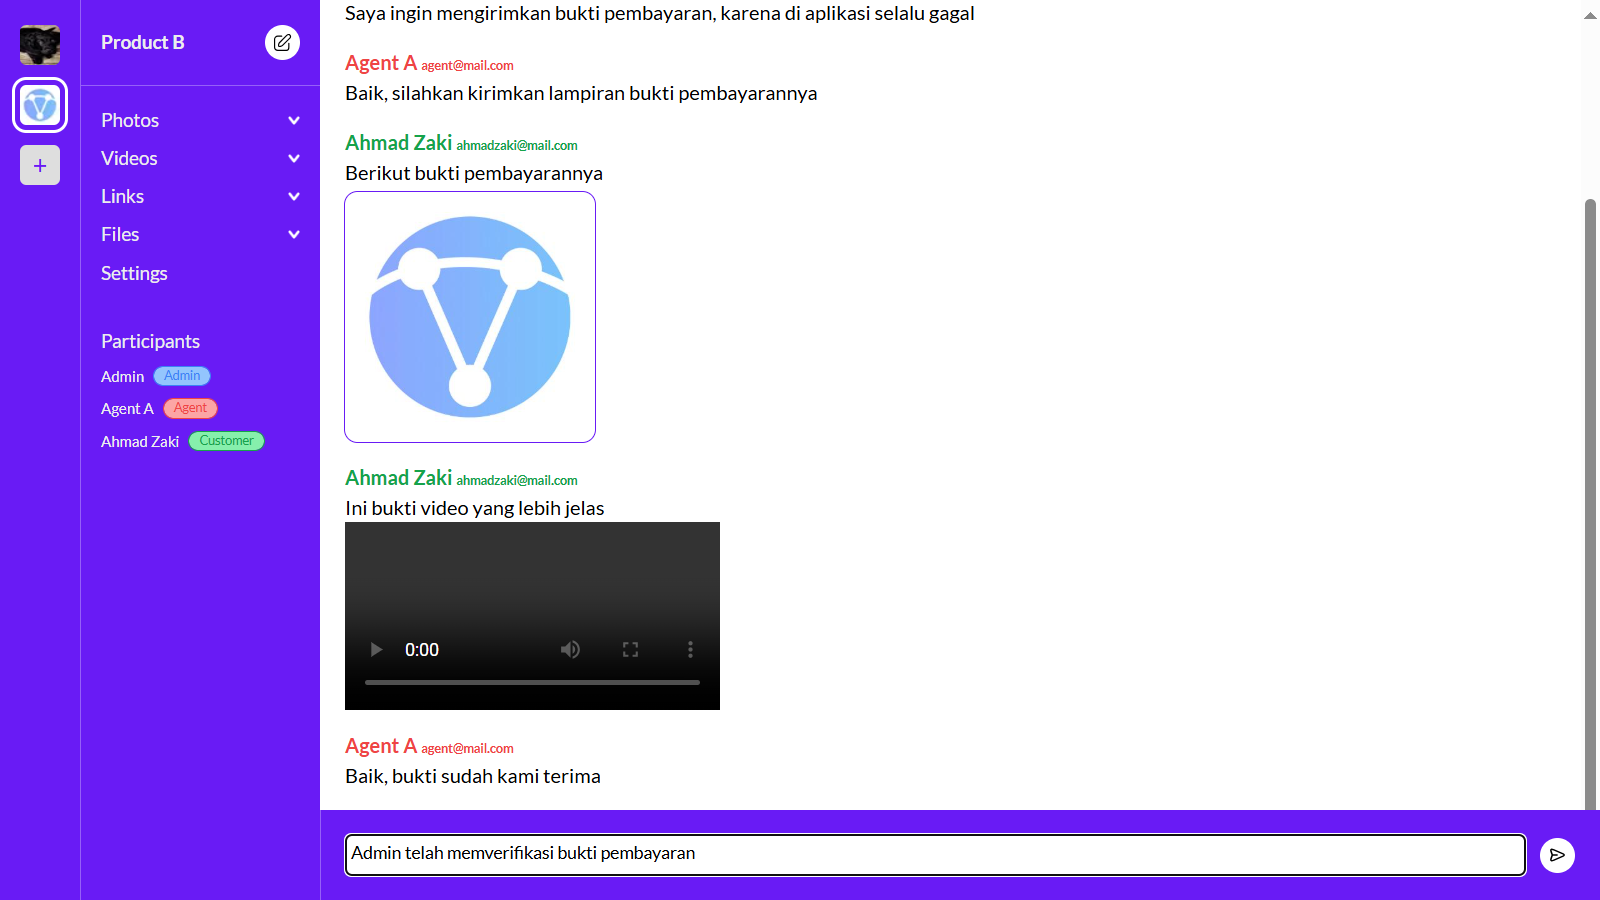 Product B
Photos
Videos
Links
Files
Settings
Participants
Admin Admin
Agent A Agent
Ahmad Zaki Customer
Saya ingin mengirimkan bukti pembayaran, karena di aplikasi selalu gagal
Agent A agent@mail.com
Baik, silahkan kirimkan lampiran bukti pembayarannya
Ahmad Zaki ahmadzaki@mail.com
Berikut bukti pembayarannya
Ahmad Zaki ahmadzaki@mail.com
Ini bukti video yang lebih jelas
0:00
Agent A agent@mail.com
Baik, bukti sudah kami terima
Admin telah memverifikasi bukti pembayaran